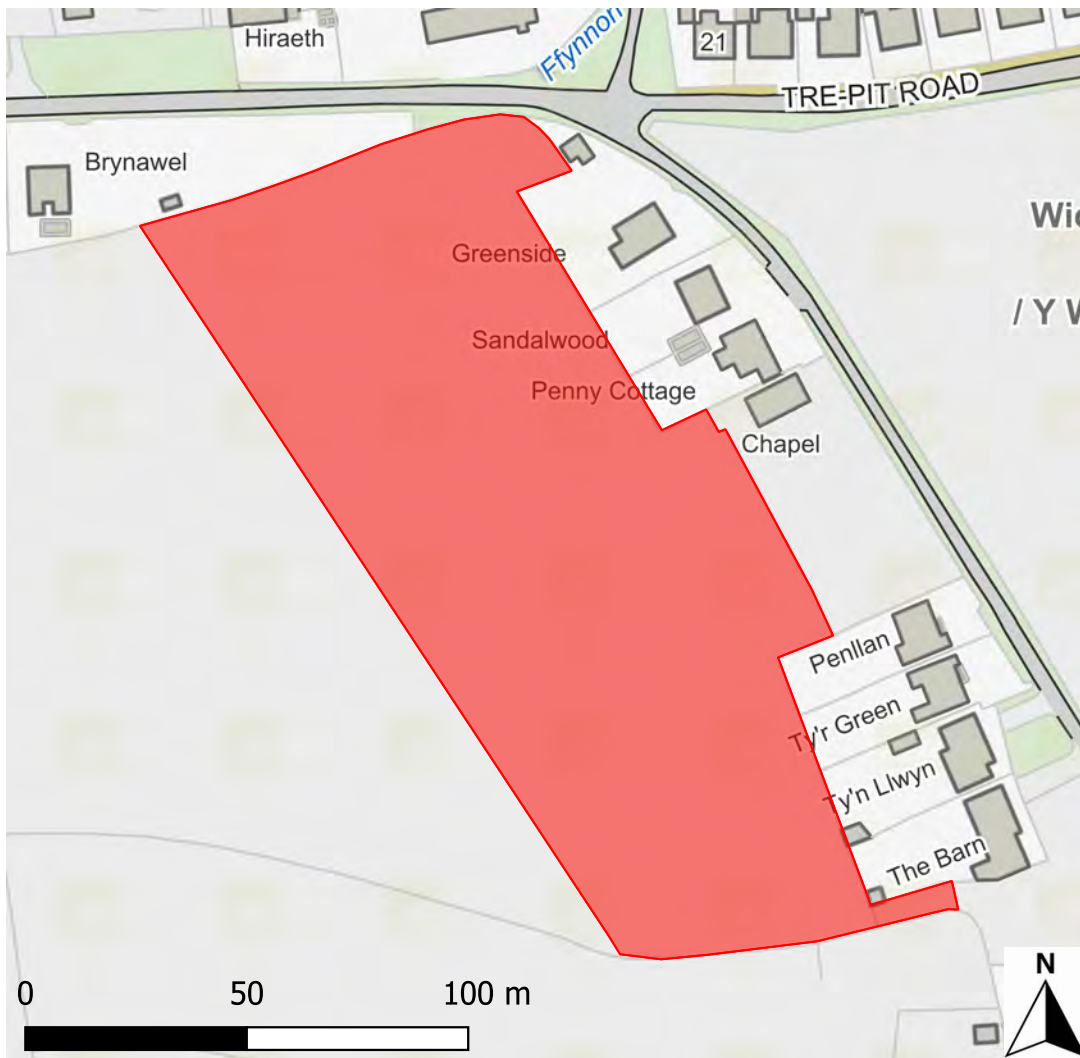 Hiraeth
Ffynnon
21
TRE-PIT ROAD
Brynawel
Greenside
/ Y W
Sandalwood
Penny Cottage
Chapel
Penllan
Ty'r Green
Ty'n Llwyn
The Barn
0 50 100 m
N